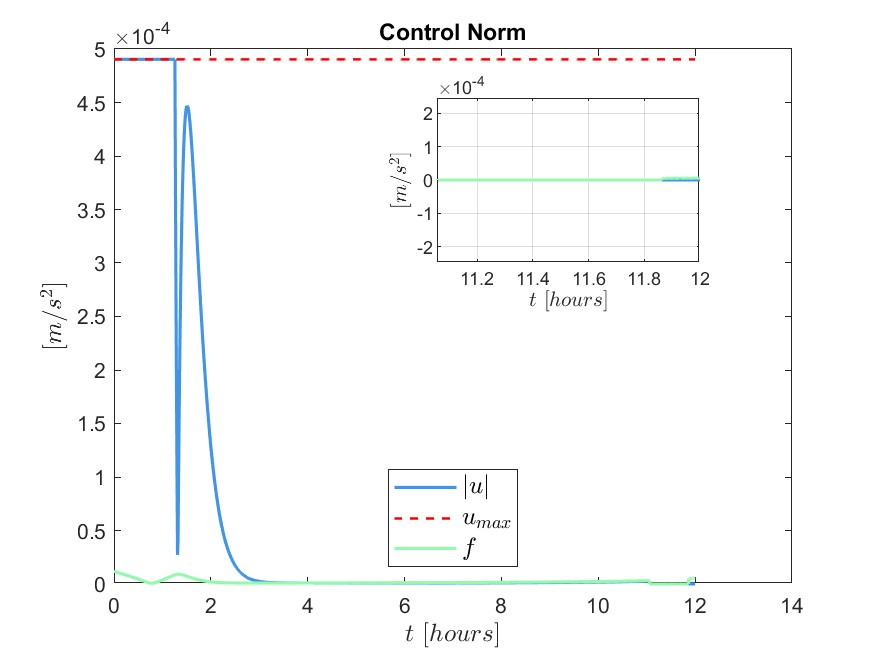 Control Norm
×10⁻⁴
5
4.5
4
3.5
3
2.5
2
1.5
1
0.5
0
[m/s²]
0 2 4 6 8 10 12 14
t [hours]
×10⁻⁴
2
1
0
-1
-2
[m/s²]
11.2 11.4 11.6 11.8 12
t [hours]
|u|
u_max
f